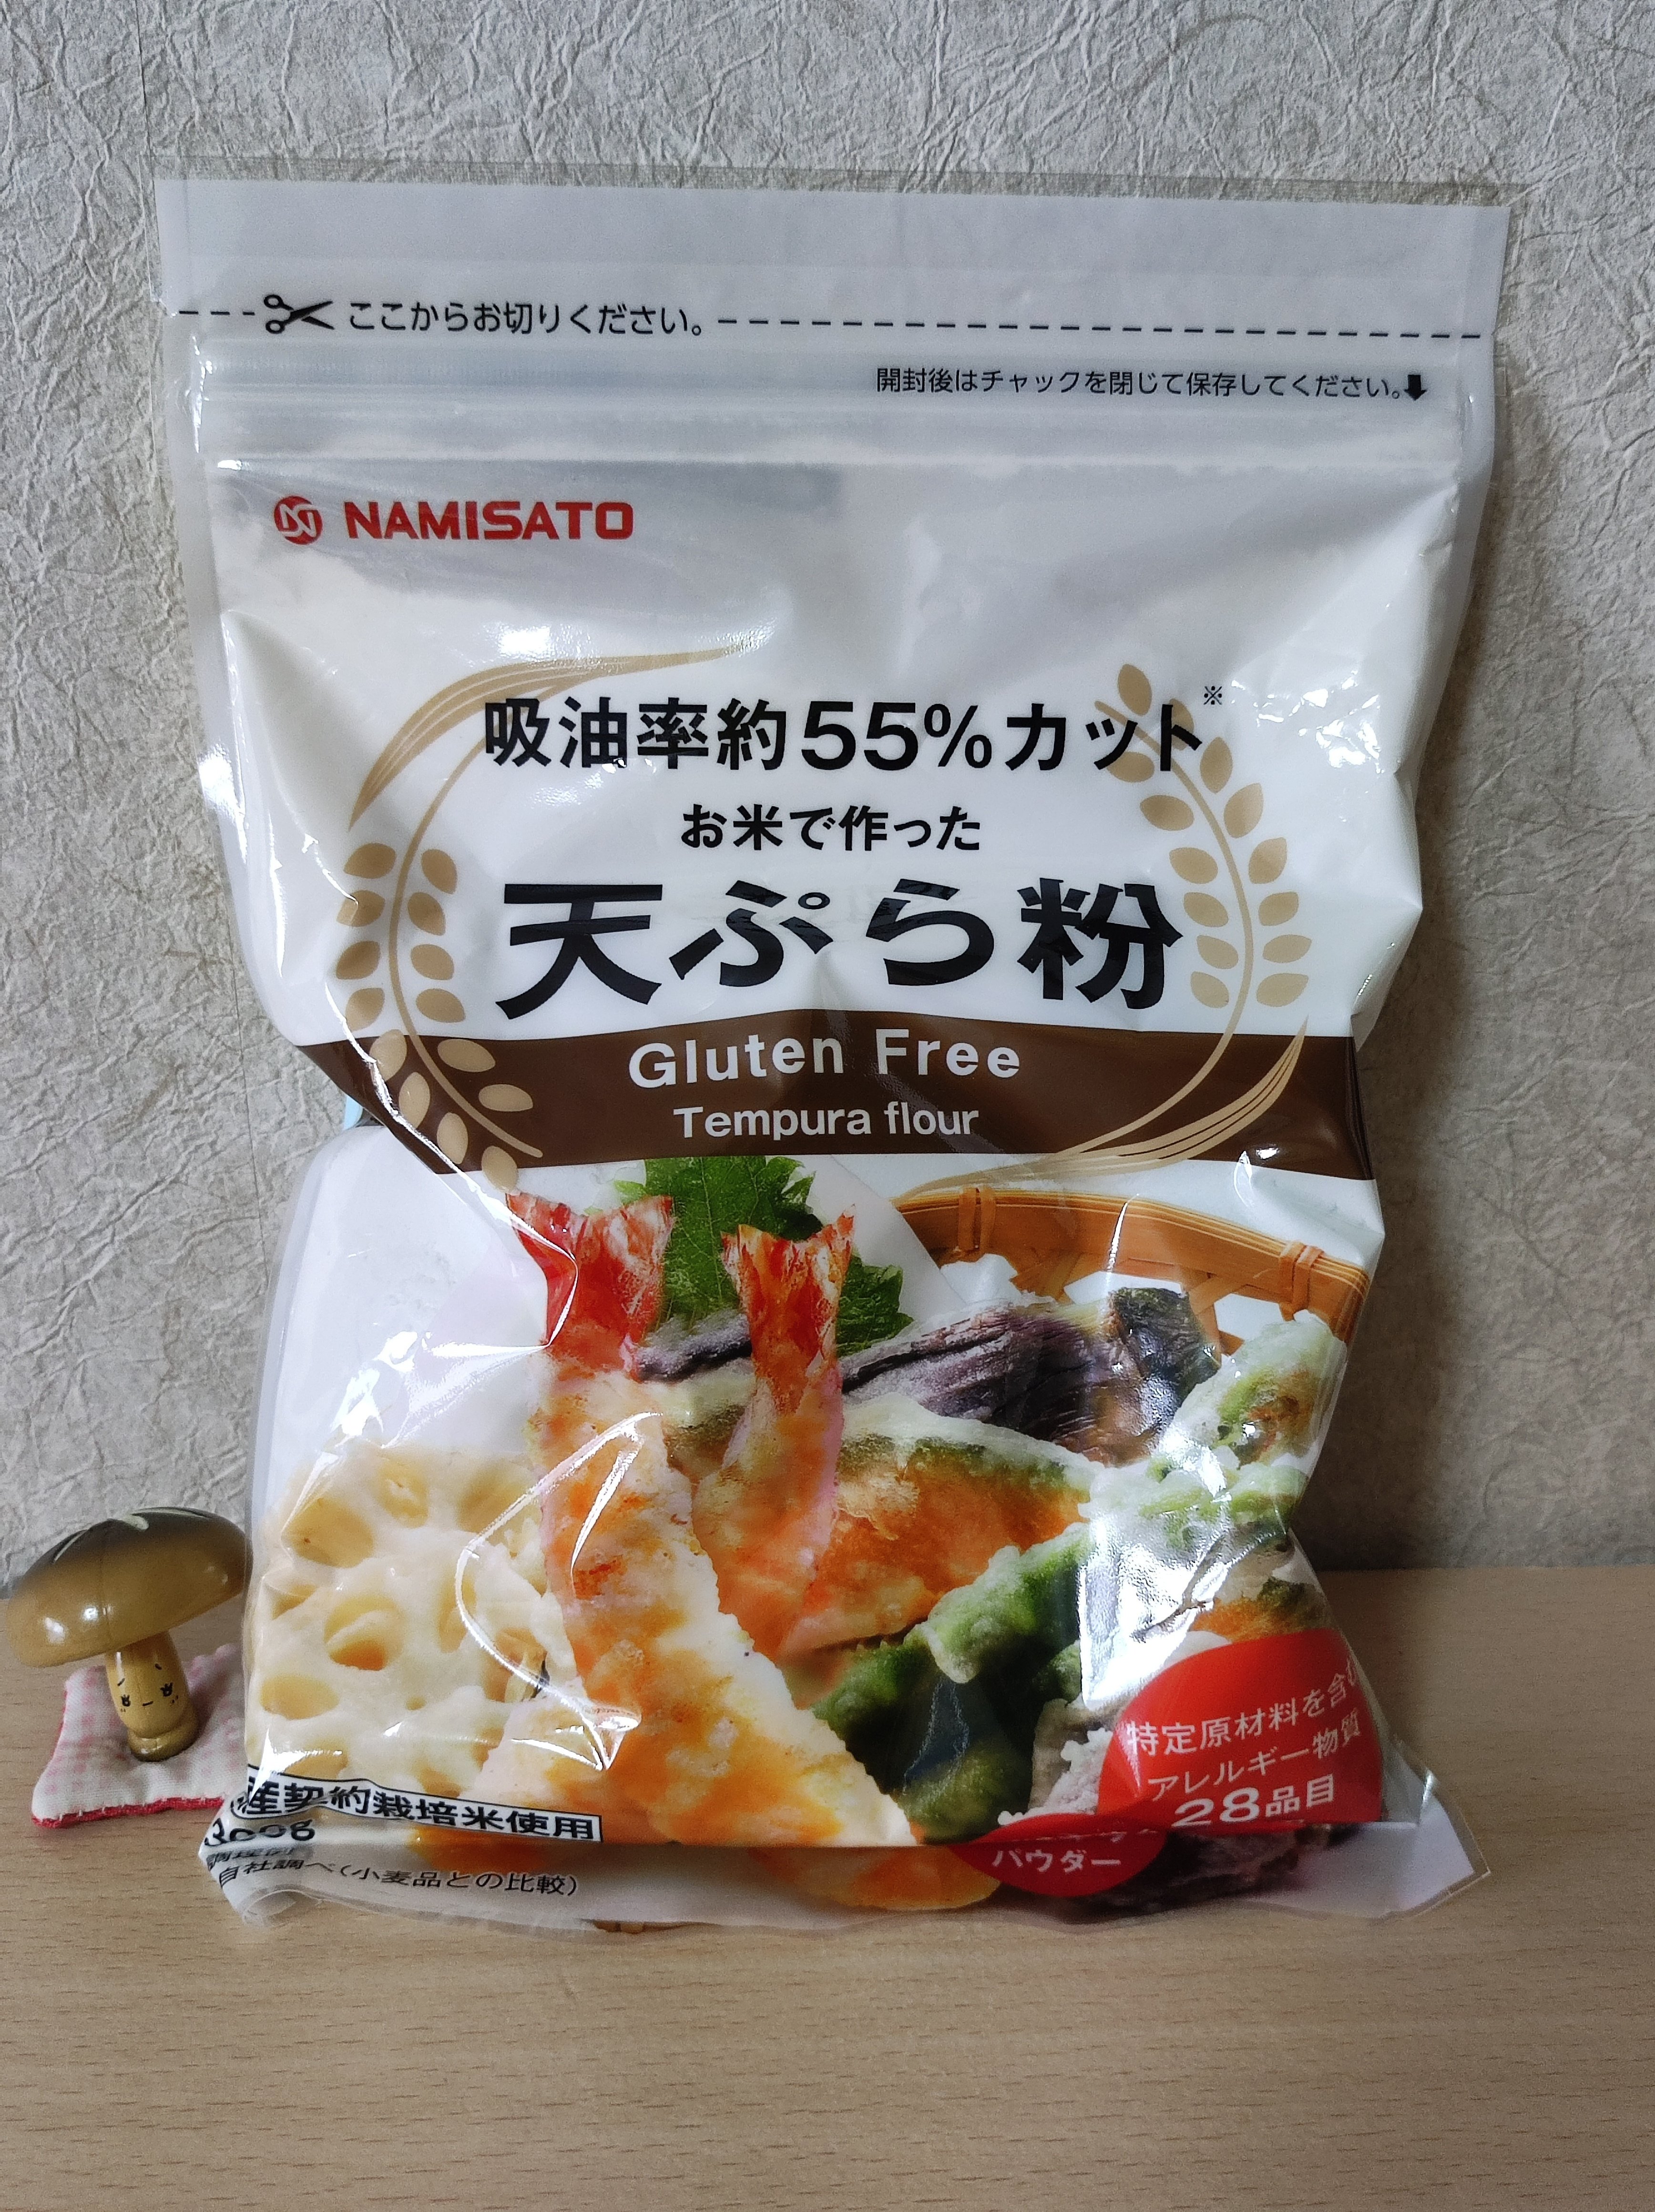 ここからお切りください。
開封後はチャックを閉じて保存してください。
NAMISATO
吸油率約55%カット※
お米で作った
天ぷら粉
Gluten Free
Tempura flour
特定原材料を含む
アレルギー物質
28品目
産契約栽培米使用
パウダー
自社調べ(小麦品との比較)